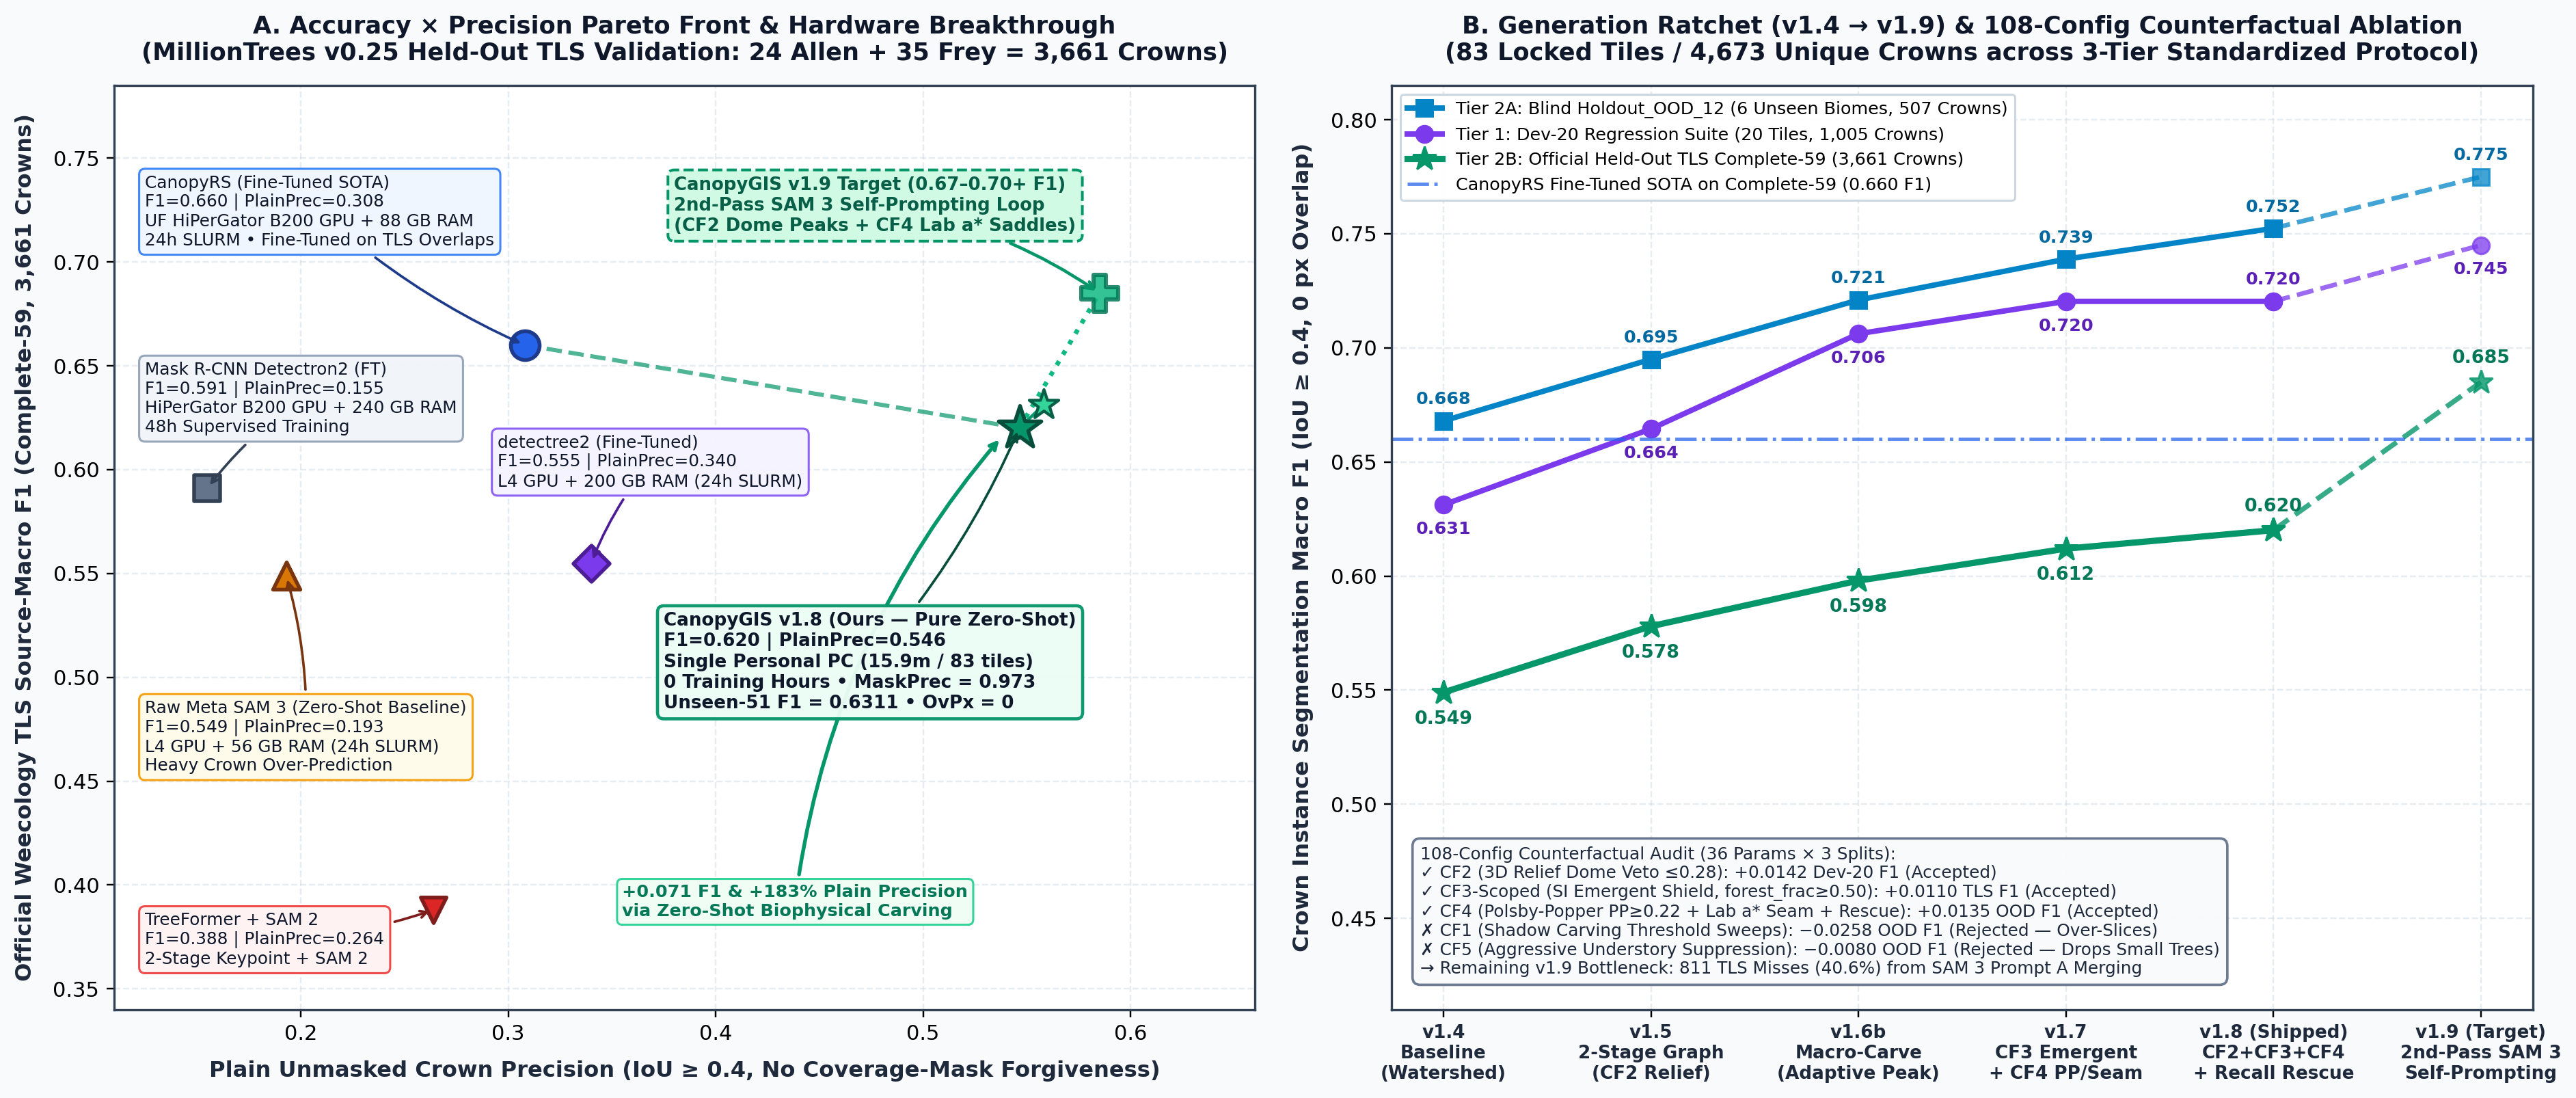 A. Accuracy × Precision Pareto Front & Hardware Breakthrough
(MillionTrees v0.25 Held-Out TLS Validation: 24 Allen + 35 Frey = 3,661 Crowns)
Official Weecology TLS Source-Macro F1 (Complete-59, 3,661 Crowns)
0.75
0.70
0.65
0.60
0.55
0.50
0.45
0.40
0.35
CanopyRS (Fine-Tuned SOTA)
F1=0.660 | PlainPrec=0.308
UF HiPerGator B200 GPU + 88 GB RAM
24h SLURM • Fine-Tuned on TLS Overlaps
CanopyGIS v1.9 Target (0.67–0.70+ F1)
2nd-Pass SAM 3 Self-Prompting Loop
(CF2 Dome Peaks + CF4 Lab a* Saddles)
Mask R-CNN Detectron2 (FT)
F1=0.591 | PlainPrec=0.155
HiPerGator B200 GPU + 240 GB RAM
48h Supervised Training
detectree2 (Fine-Tuned)
F1=0.555 | PlainPrec=0.340
L4 GPU + 200 GB RAM (24h SLURM)
CanopyGIS v1.8 (Ours — Pure Zero-Shot)
F1=0.620 | PlainPrec=0.546
Single Personal PC (15.9m / 83 tiles)
0 Training Hours • MaskPrec = 0.973
Unseen-51 F1 = 0.6311 • OvPx = 0
Raw Meta SAM 3 (Zero-Shot Baseline)
F1=0.549 | PlainPrec=0.193
L4 GPU + 56 GB RAM (24h SLURM)
Heavy Crown Over-Prediction
+0.071 F1 & +183% Plain Precision
via Zero-Shot Biophysical Carving
TreeFormer + SAM 2
F1=0.388 | PlainPrec=0.264
2-Stage Keypoint + SAM 2
0.2
0.3
0.4
0.5
0.6
Plain Unmasked Crown Precision (IoU ≥ 0.4, No Coverage-Mask Forgiveness)
B. Generation Ratchet (v1.4 → v1.9) & 108-Config Counterfactual Ablation
(83 Locked Tiles / 4,673 Unique Crowns across 3-Tier Standardized Protocol)
Crown Instance Segmentation Macro F1 (IoU ≥ 0.4, 0 px Overlap)
0.80
0.75
0.70
0.65
0.60
0.55
0.50
0.45
Tier 2A: Blind Holdout_OOD_12 (6 Unseen Biomes, 507 Crowns)
Tier 1: Dev-20 Regression Suite (20 Tiles, 1,005 Crowns)
Tier 2B: Official Held-Out TLS Complete-59 (3,661 Crowns)
CanopyRS Fine-Tuned SOTA on Complete-59 (0.660 F1)
0.668
0.695
0.721
0.739
0.752
0.775
0.631
0.664
0.706
0.720
0.720
0.745
0.549
0.578
0.598
0.612
0.620
0.685
108-Config Counterfactual Audit (36 Params × 3 Splits):
✓ CF2 (3D Relief Dome Veto ≤0.28): +0.0142 Dev-20 F1 (Accepted)
✓ CF3-Scoped (SI Emergent Shield, forest_frac≥0.50): +0.0110 TLS F1 (Accepted)
✓ CF4 (Polsby-Popper PP≥0.22 + Lab a* Seam + Rescue): +0.0135 OOD F1 (Accepted)
✗ CF1 (Shadow Carving Threshold Sweeps): −0.0258 OOD F1 (Rejected — Over-Slices)
✗ CF5 (Aggressive Understory Suppression): −0.0080 OOD F1 (Rejected — Drops Small Trees)
→ Remaining v1.9 Bottleneck: 811 TLS Misses (40.6%) from SAM 3 Prompt A Merging
v1.4
Baseline
(Watershed)
v1.5
2-Stage Graph
(CF2 Relief)
v1.6b
Macro-Carve
(Adaptive Peak)
v1.7
CF3 Emergent
+ CF4 PP/Seam
v1.8 (Shipped)
CF2+CF3+CF4
+ Recall Rescue
v1.9 (Target)
2nd-Pass SAM 3
Self-Prompting